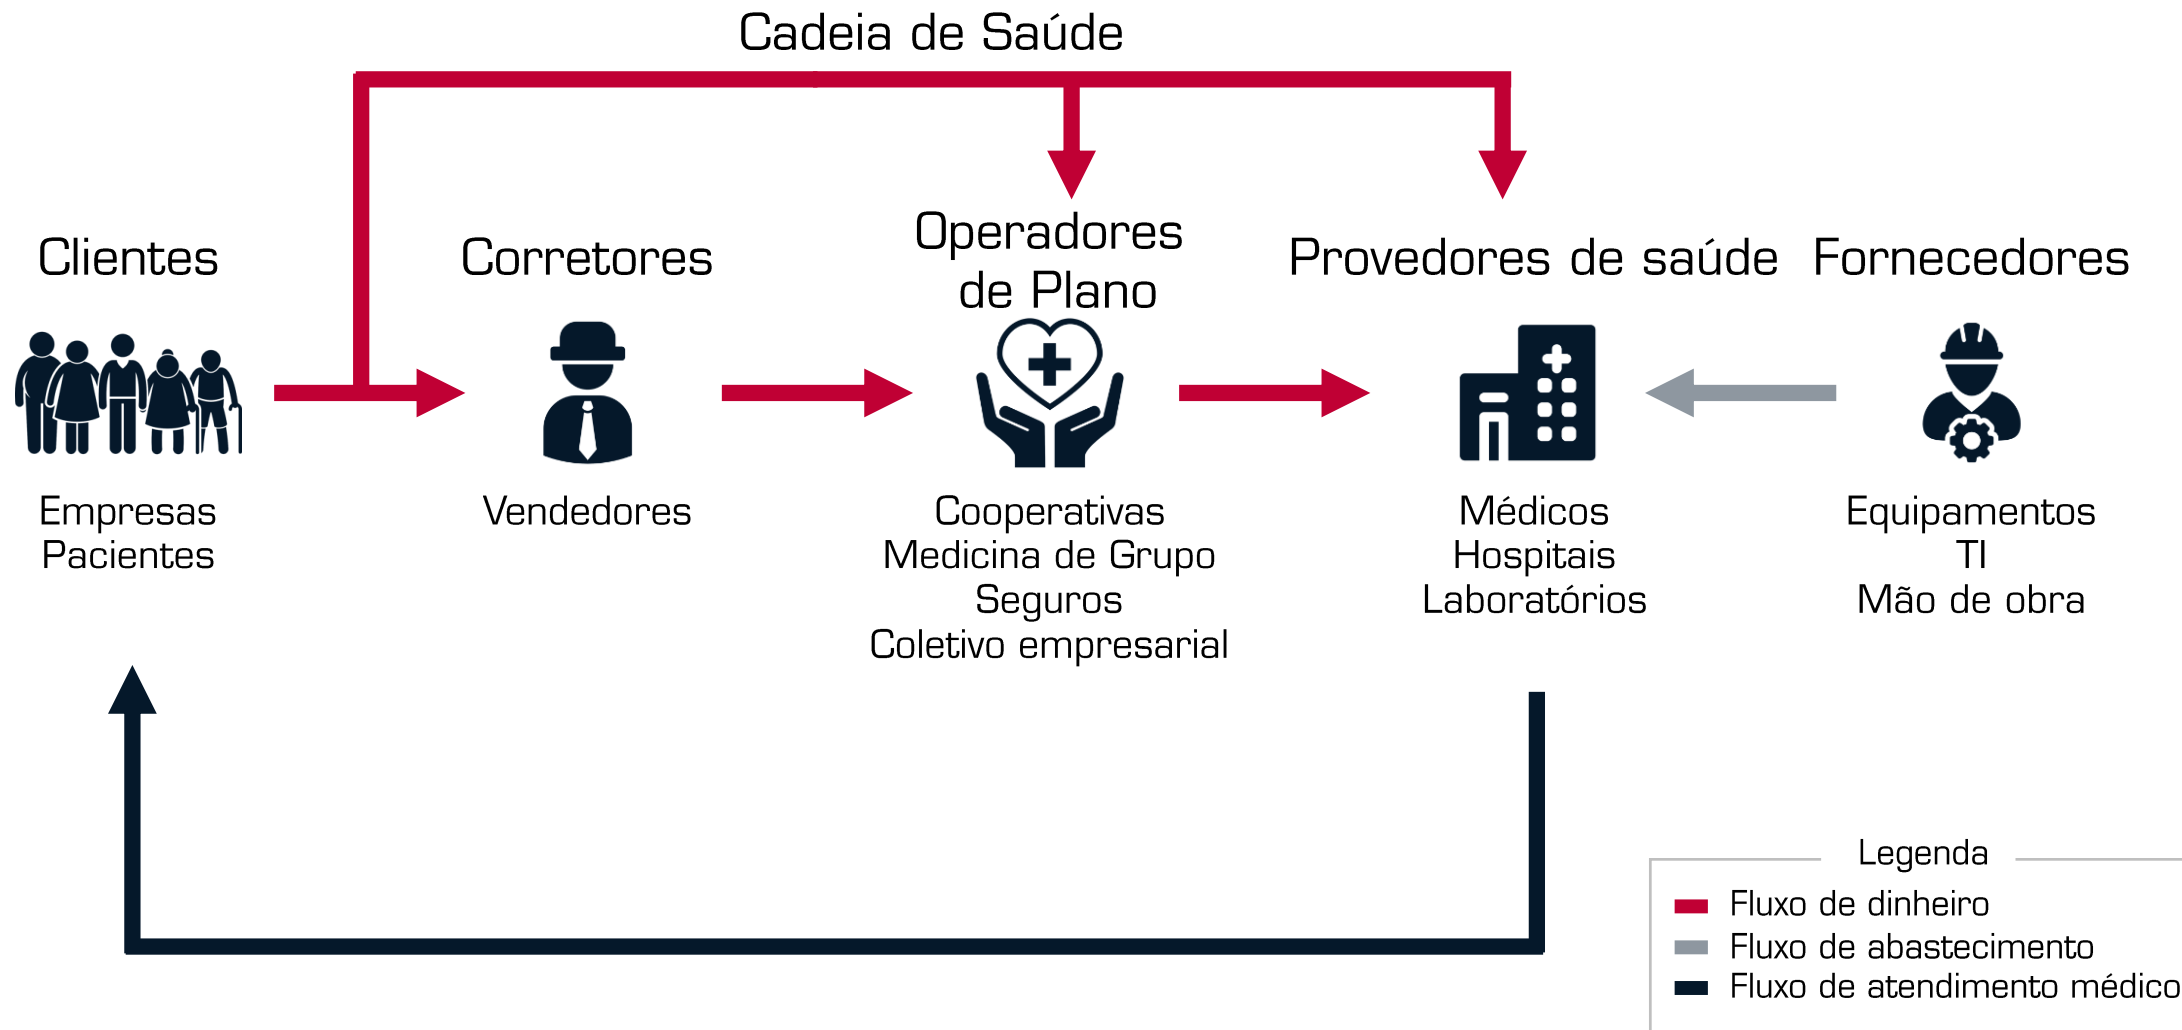 Cadeia de Saúde
Clientes
Empresas
Pacientes
Corretores
Vendedores
Operadores
de Plano
Cooperativas
Medicina de Grupo
Seguros
Coletivo empresarial
Provedores de saúde
Médicos
Hospitais
Laboratórios
Fornecedores
Equipamentos
TI
Mão de obra
Legenda
Fluxo de dinheiro
Fluxo de abastecimento
Fluxo de atendimento médico